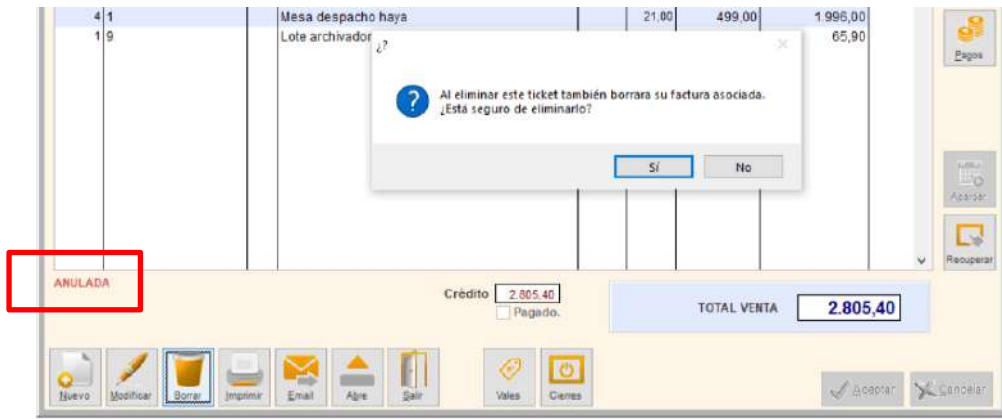 4 1 Mesa despacho haya 21,00 499,00 1.996,00
1 9 Lote archivador 65,90
¿?
Al eliminar este ticket también borrara su factura asociada.
¿Está seguro de eliminarlo?
Sí No
Pagos
Aparcar
Recuperar
ANULADA
Crédito 2.805,40
Pagado.
TOTAL VENTA 2.805,40
Nuevo Modificar Borrar Imprimir Email Abre Salir Vales Cierres Aceptar Cancelar